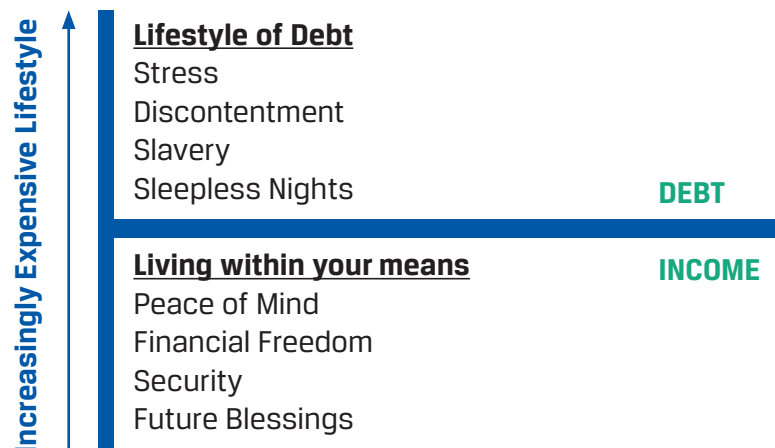 Increasingly Expensive Lifestyle
Lifestyle of Debt
Stress
Discontentment
Slavery
Sleepless Nights
DEBT
Living within your means
INCOME
Peace of Mind
Financial Freedom
Security
Future Blessings